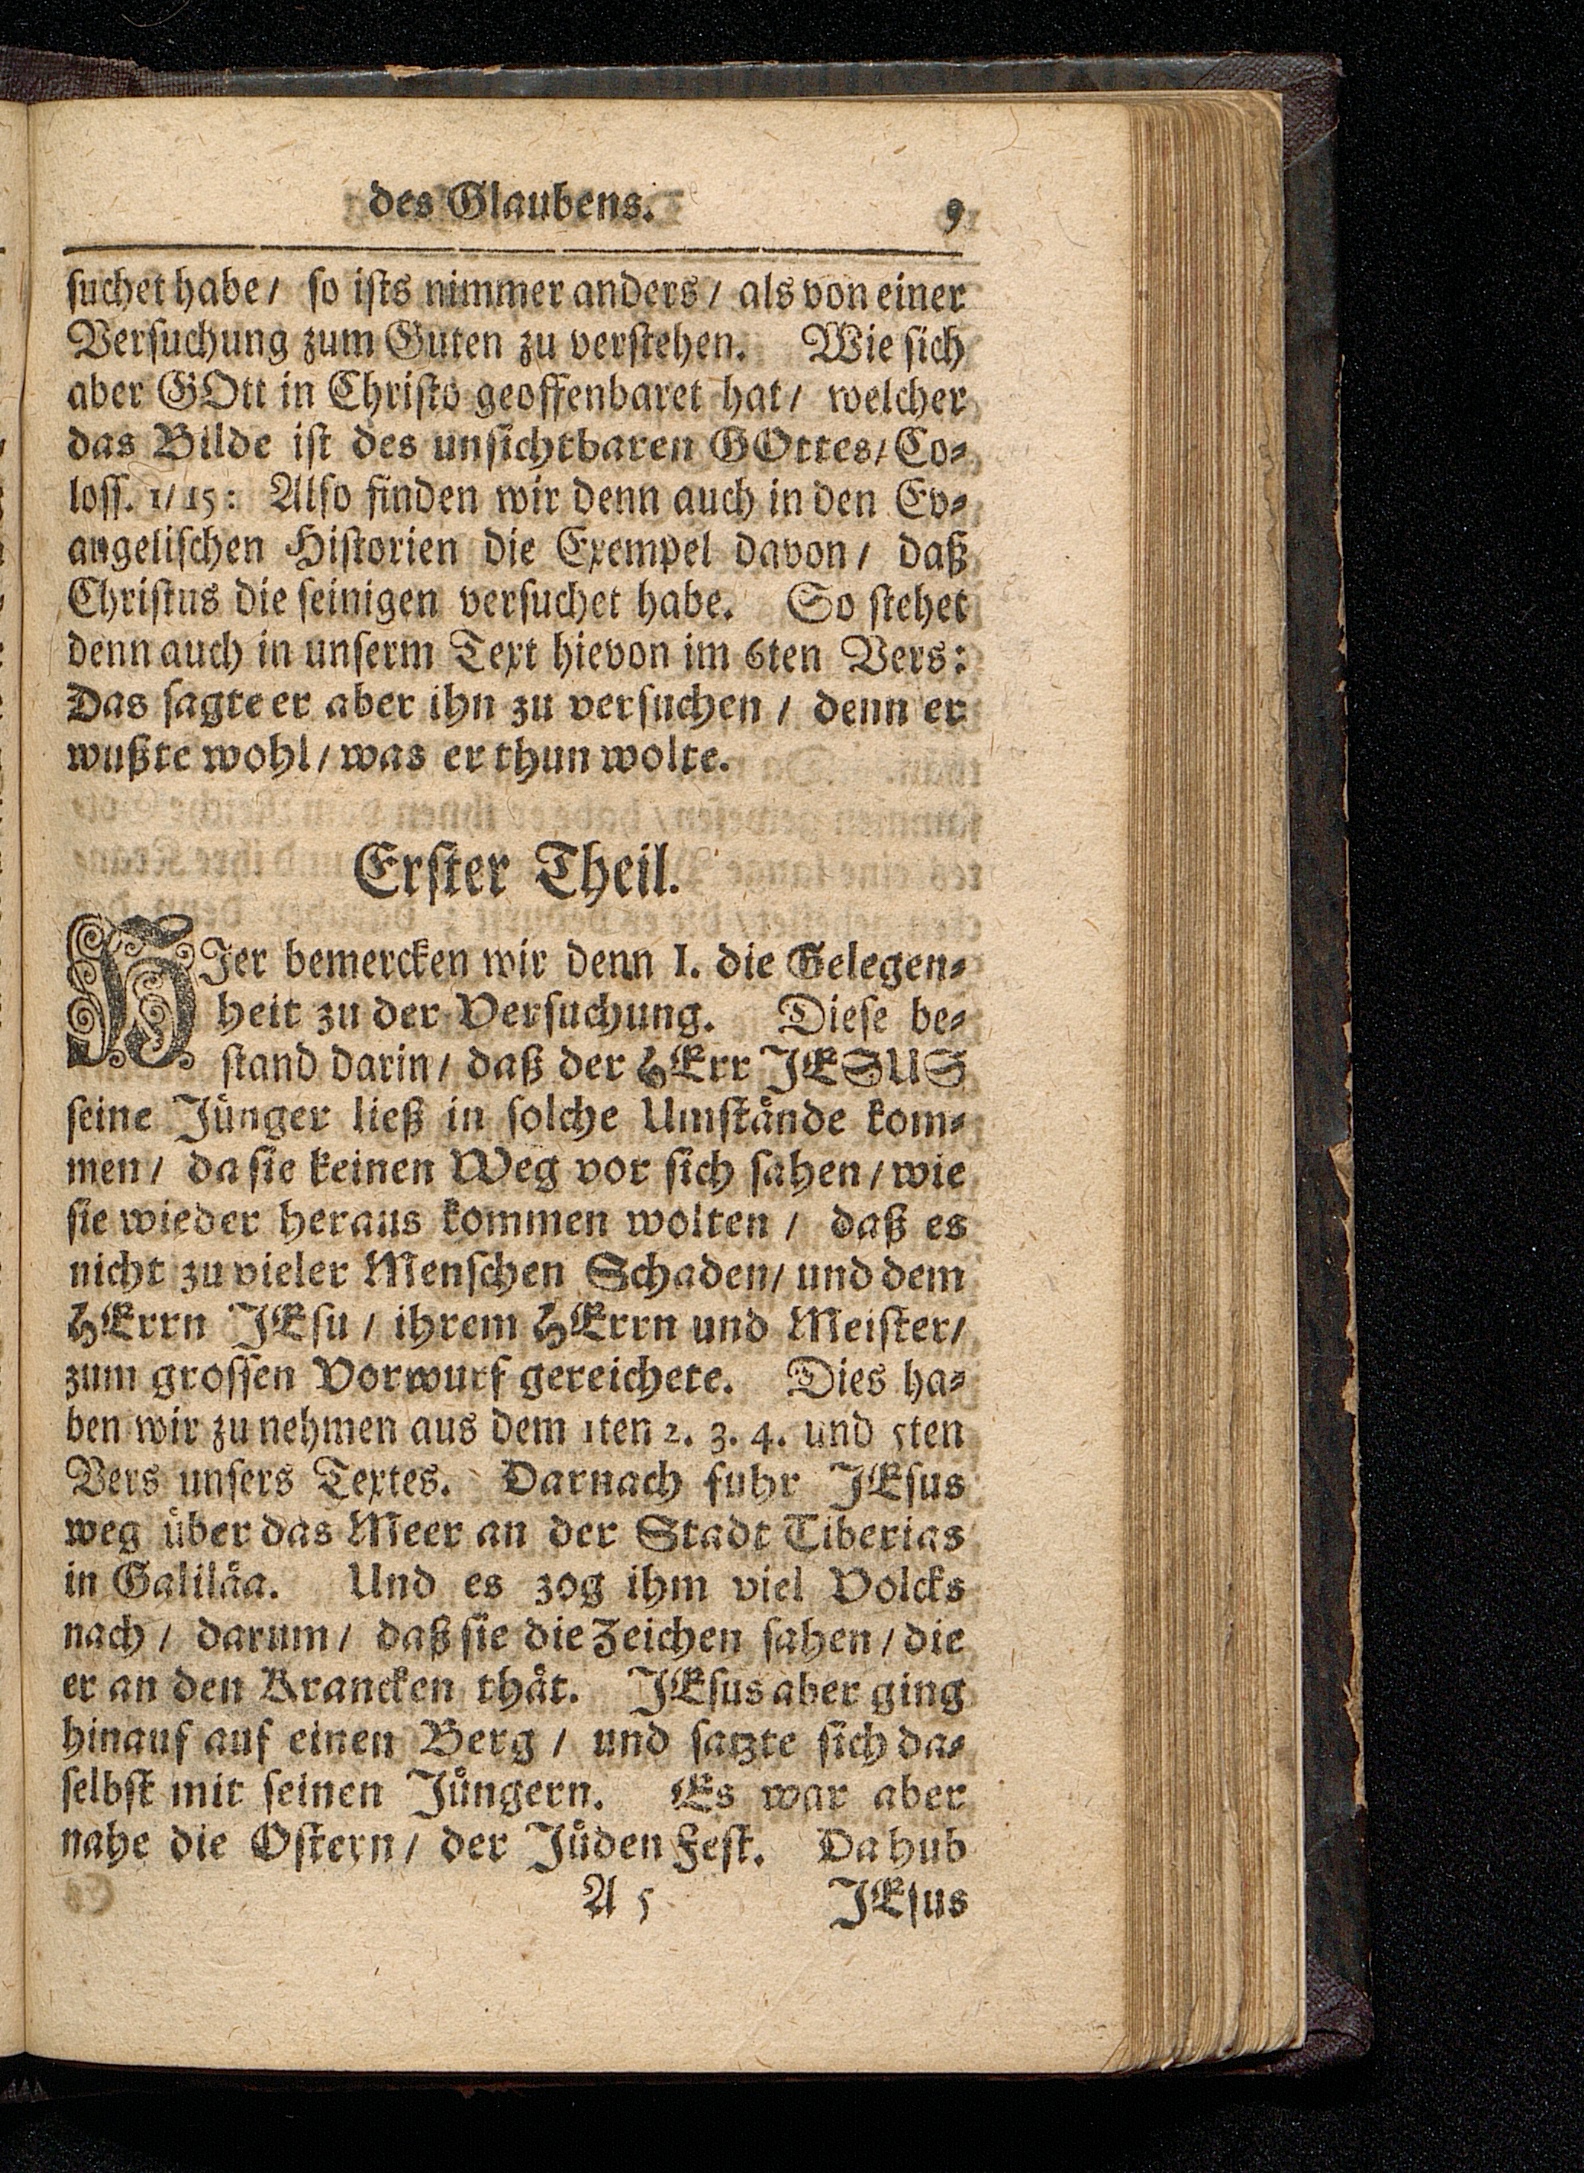 des Glaubens. 9
suchet habe/ so ists nimmer anders/ als von einer
Versuchung zum Guten zu verstehen. Wie sich
aber GOtt in Christo geoffenbaret hat/ welcher
das Bilde ist des unsichtbaren GOttes/ Co-
loss. 1/15: Also finden wir denn auch in den Ev-
angelischen Historien die Exempel davon/ daß
Christus die seinigen versuchet habe. So stehet
denn auch in unserm Text hievon im 6ten Vers:
Das sagte er aber ihn zu versuchen/ denn er
wußte wohl/ was er thun wolte.
Erster Theil.
HJer bemercken wir denn I. die Gelegen-
heit zu der Versuchung. Diese be-
stand darin/ daß der HErr JESUS
seine Jünger ließ in solche Umstånde kom-
men/ da sie keinen Weg vor sich sahen/ wie
sie wieder heraus kommen wolten/ daß es
nicht zu vieler Menschen Schaden/ und dem
HErrn JEsu/ ihrem HErrn und Meister/
zum grossen Vorwurf gereichete. Dies ha-
ben wir zu nehmen aus dem 1ten 2. 3. 4. und 5ten
Vers unsers Textes. Darnach fuhr JEsus
weg über das Meer an der Stadt Tiberias
in Galilåa. Und es zog ihm viel Volcks
nach/ darum/ daß sie die Zeichen sahen/ die
er an den Krancken thåt. JEsus aber ging
hinauf auf einen Berg/ und satzte sich da-
selbst mit seinen Jüngern. Es war aber
nahe die Ostern/ der Jüden Fest. Da hub
A 5 JEsus